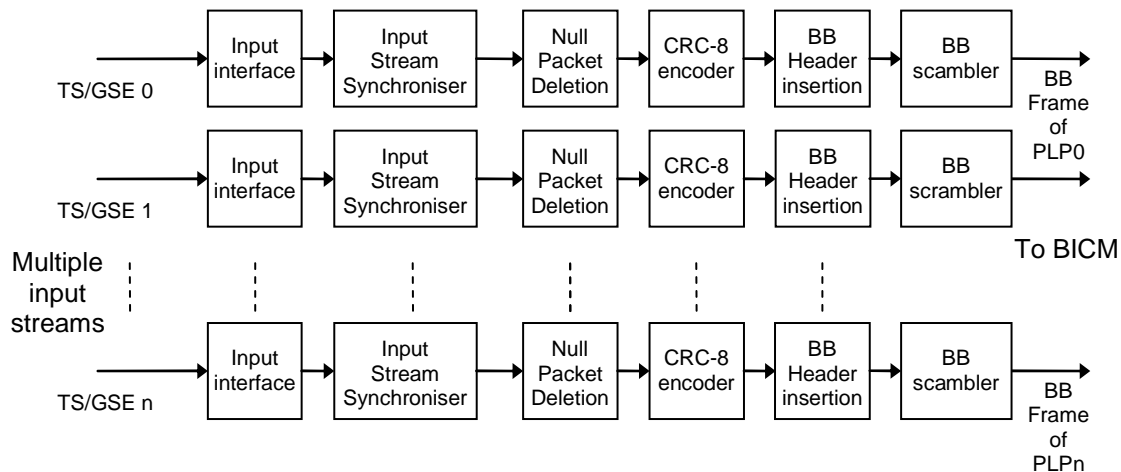 TS/GSE 0
Input
interface
Input
Stream
Synchroniser
Null
Packet
Deletion
CRC-8
encoder
BB
Header
insertion
BB
scambler
BB
Frame
of
PLP0
TS/GSE 1
Input
interface
Input
Stream
Synchroniser
Null
Packet
Deletion
CRC-8
encoder
BB
Header
insertion
BB
scrambler
Multiple
input
streams
To BICM
TS/GSE n
Input
interface
Input
Stream
Synchroniser
Null
Packet
Deletion
CRC-8
encoder
BB
Header
insertion
BB
scambler
BB
Frame
of
PLPn